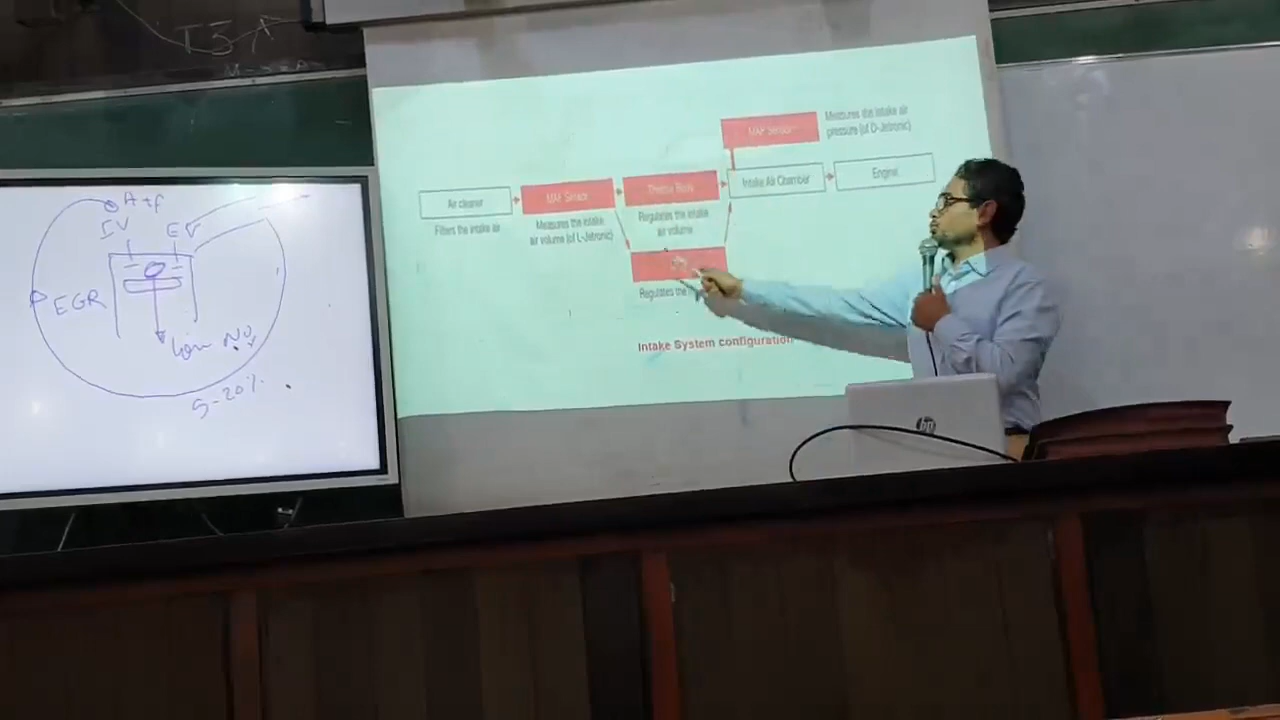 A+f
IV EV
EGR
low NOx
5-20%
Air cleaner
Filters the intake air
MAF Sensor
Measures the intake
air volume (of L-Jetronic)
Throttle Body
Regulates the intake
air volume
Regulates the
MAP Sensor
Measures the intake air
pressure (of D-Jetronic)
Intake Air Chamber
Engine
Intake System configuration
hp